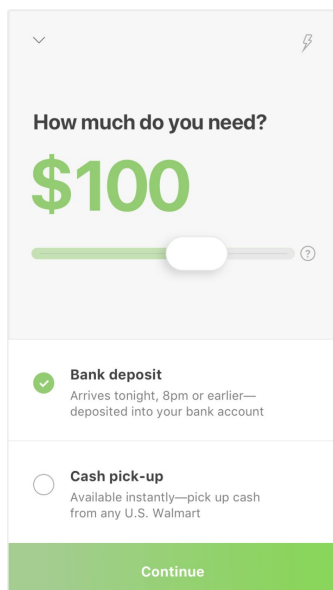 How much do you need?
$100
?
Bank deposit
Arrives tonight, 8pm or earlier—
deposited into your bank account
Cash pick-up
Available instantly—pick up cash
from any U.S. Walmart
Continue